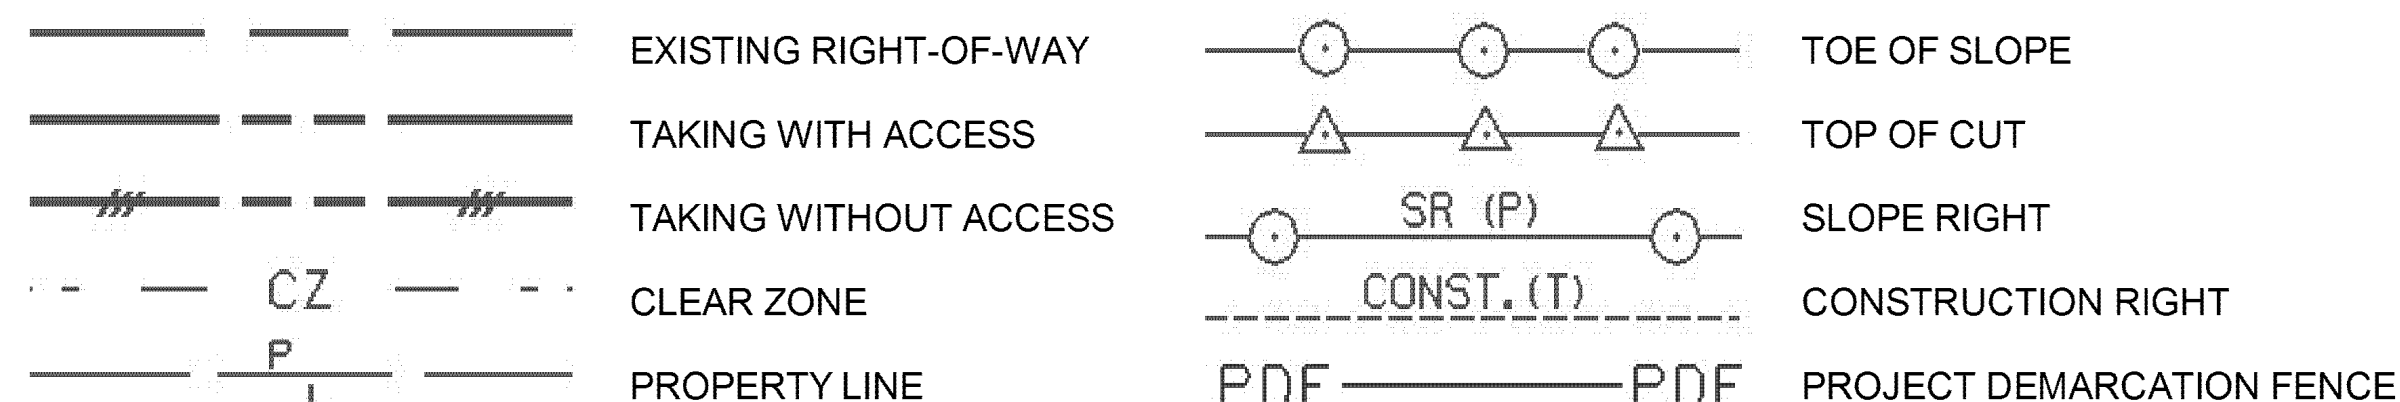 EXISTING RIGHT-OF-WAY
TAKING WITH ACCESS
TAKING WITHOUT ACCESS
CZ CLEAR ZONE
P L PROPERTY LINE
TOE OF SLOPE
TOP OF CUT
SR (P) SLOPE RIGHT
CONST.(T) CONSTRUCTION RIGHT
PDF PDF PROJECT DEMARCATION FENCE